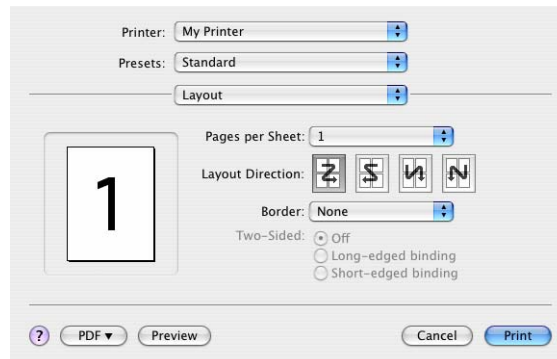 Printer: My Printer
Presets: Standard
Layout
Pages per Sheet: 1
Layout Direction:
Border: None
Two-Sided: Off
Long-edged binding
Short-edged binding
1
? PDF▼ Preview Cancel Print